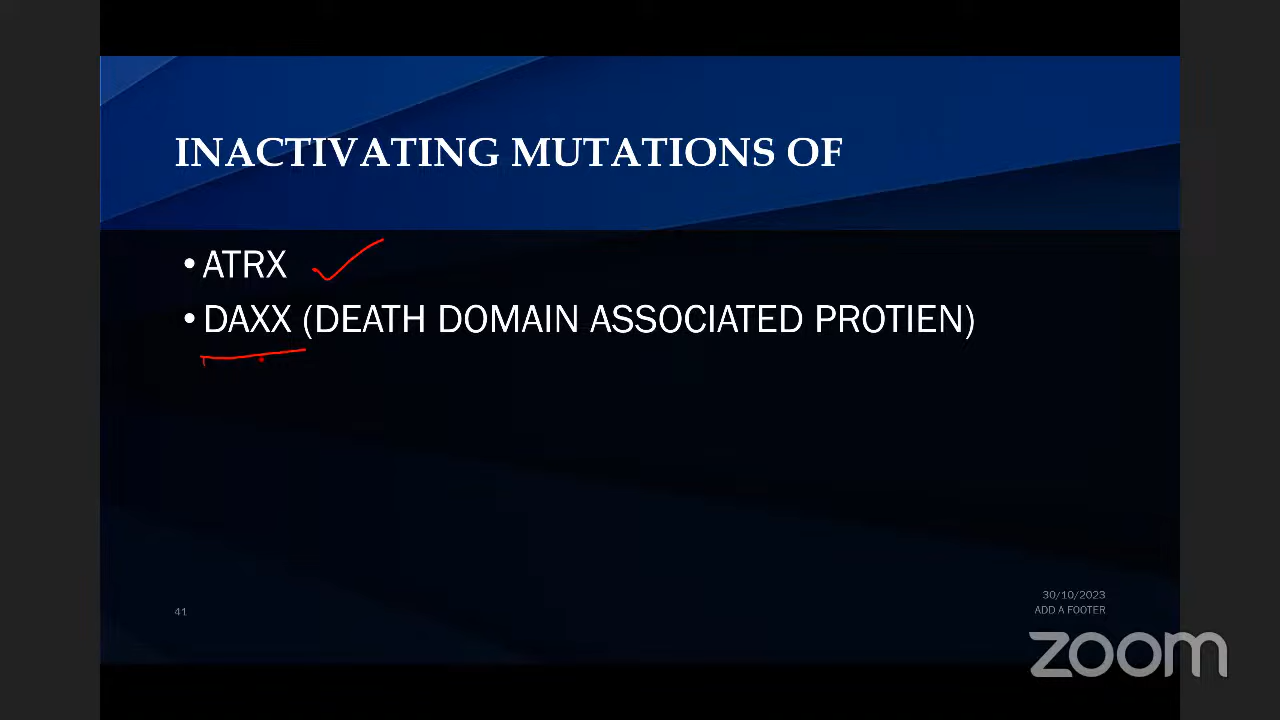 INACTIVATING MUTATIONS OF
• ATRX
• DAXX (DEATH DOMAIN ASSOCIATED PROTIEN)
41
30/10/2023
ADD A FOOTER
zoom